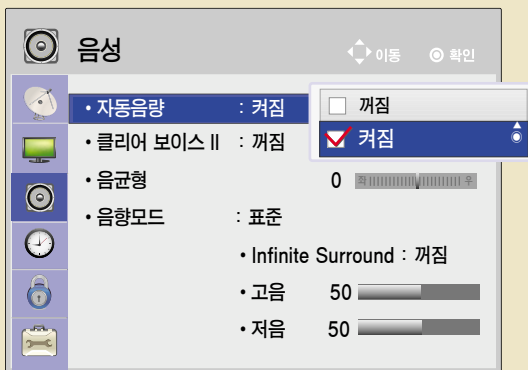 음성
이동 확인
• 자동음량 : 켜짐
꺼짐
켜짐
• 클리어 보이스 II : 꺼짐
• 음균형 0 좌 우
• 음향모드 : 표준
• Infinite Surround : 꺼짐
• 고음 50
• 저음 50